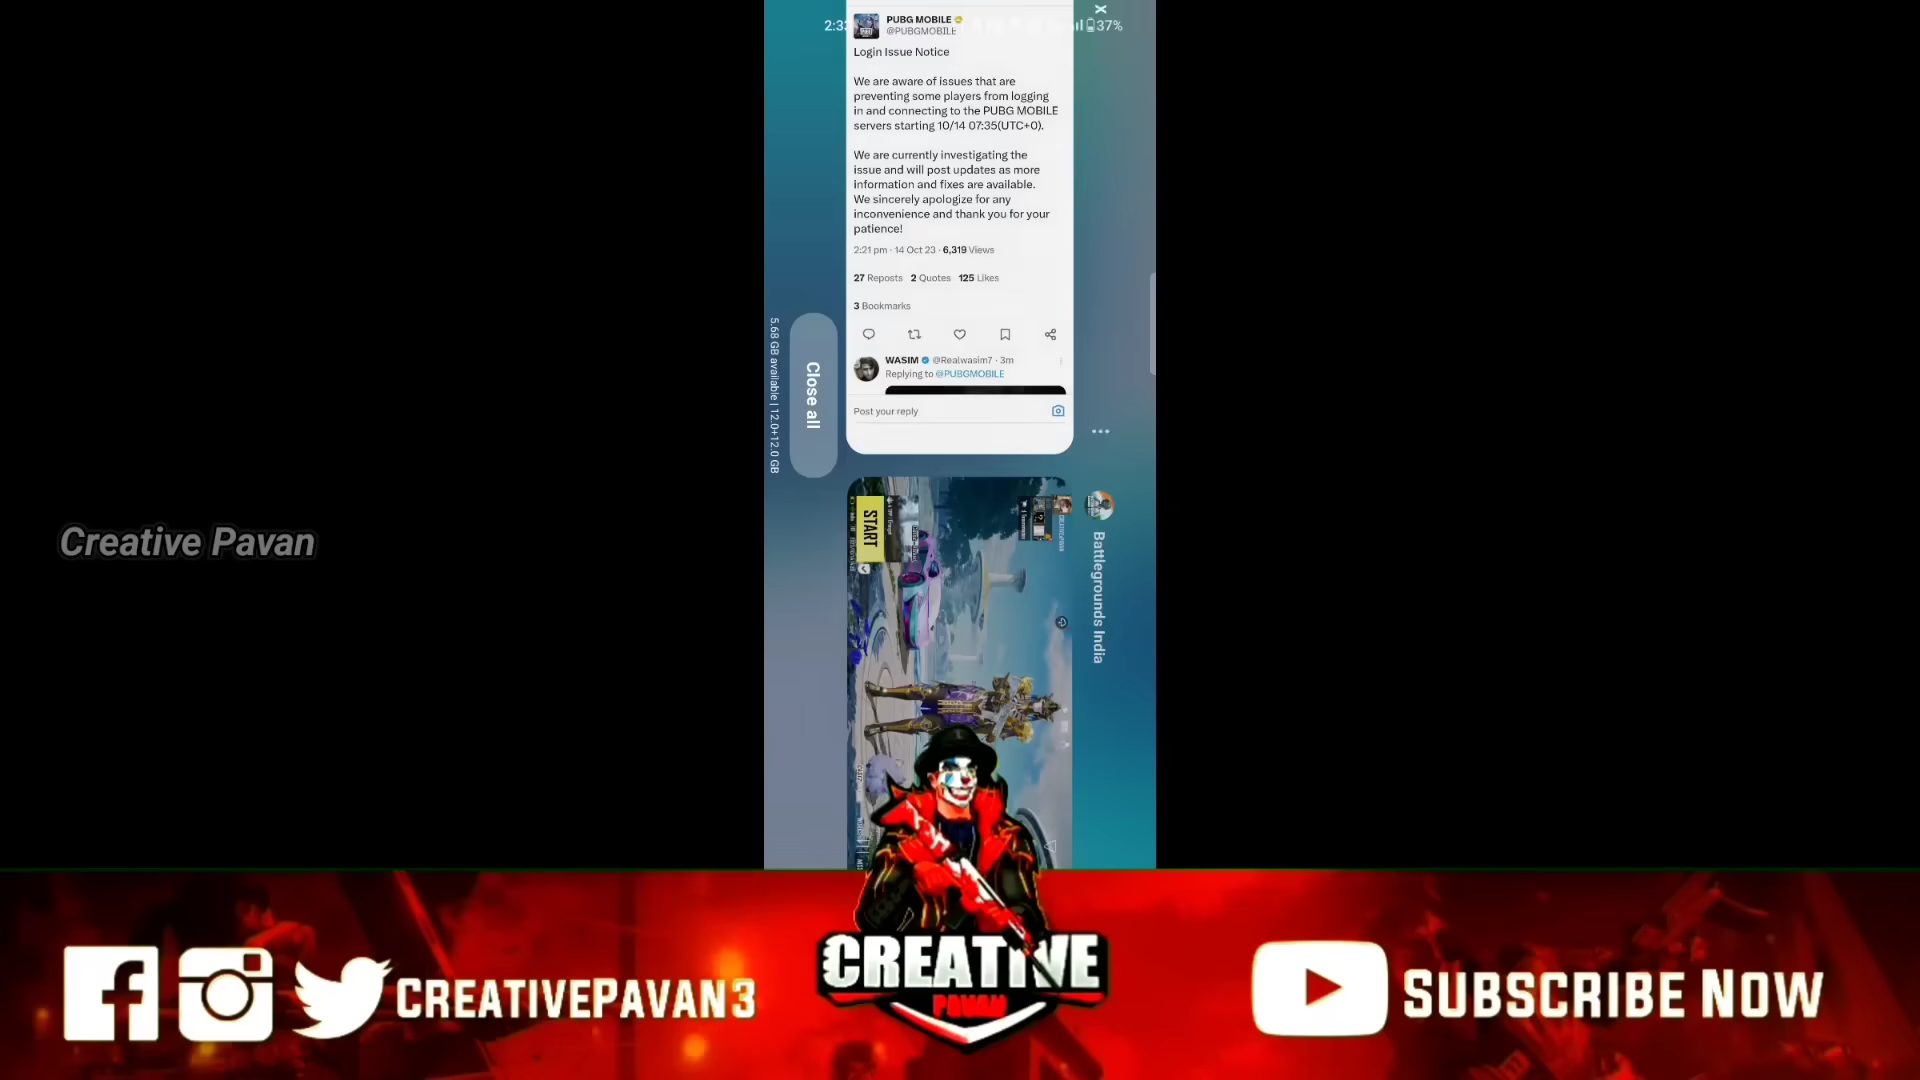 PUBG MOBILE
@PUBGMOBILE
37%
Login Issue Notice
We are aware of issues that are
preventing some players from logging
in and connecting to the PUBG MOBILE
servers starting 10/14 07:35(UTC+0).
We are currently investigating the
issue and will post updates as more
information and fixes are available.
We sincerely apologize for any
inconvenience and thank you for your
patience!
2:21 pm · 14 Oct 23 · 6,319 Views
27 Reposts 2 Quotes 125 Likes
3 Bookmarks
WASIM @Realwasim7 · 3m
Replying to @PUBGMOBILE
Post your reply
Close all
5.68 GB available | 12.0+12.0 GB
START
Battlegrounds India
Creative Pavan
CREATIVEPAVAN3
CREATIVE
PAVAN
SUBSCRIBE NOW